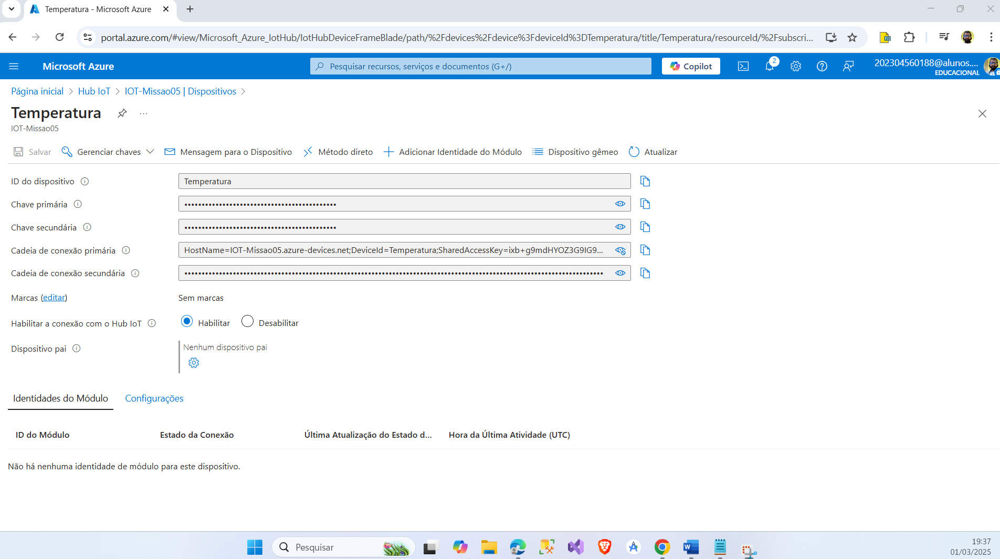 Temperatura - Microsoft Azure
portal.azure.com/#view/Microsoft_Azure_IotHub/IotHubDeviceFrameBlade/path/%2Fdevices%2Fdevice%3FdeviceId%3DTemperatura/title/Temperatura/resourceId/%2Fsubscri...
Microsoft Azure
Pesquisar recursos, serviços e documentos (G+/)
Copilot
2
202304560188@alunos....
EDUCACIONAL
Página inicial > Hub IoT > IOT-Missao05 | Dispositivos >
Temperatura ...
IOT-Missao05
Salvar Gerenciar chaves Mensagem para o Dispositivo Método direto Adicionar Identidade do Módulo Dispositivo gêmeo Atualizar
ID do dispositivo Temperatura
Chave primária ••••••••••••••••••••••••••••••••••••••••••••
Chave secundária ••••••••••••••••••••••••••••••••••••••••••••
Cadeia de conexão primária HostName=IOT-Missao05.azure-devices.net;DeviceId=Temperatura;SharedAccessKey=ixb+g9mdHYOZ3G9IG9...
Cadeia de conexão secundária ••••••••••••••••••••••••••••••••••••••••••••••••••••••••••••••••••••••••••••••••••••••••••••••••••••••••••••••••••••••••
Marcas (editar) Sem marcas
Habilitar a conexão com o Hub IoT Habilitar Desabilitar
Dispositivo pai Nenhum dispositivo pai
Identidades do Módulo Configurações
ID do Módulo Estado da Conexão Última Atualização do Estado d... Hora da Última Atividade (UTC)
Não há nenhuma identidade de módulo para este dispositivo.
Pesquisar
19:37
01/03/2025